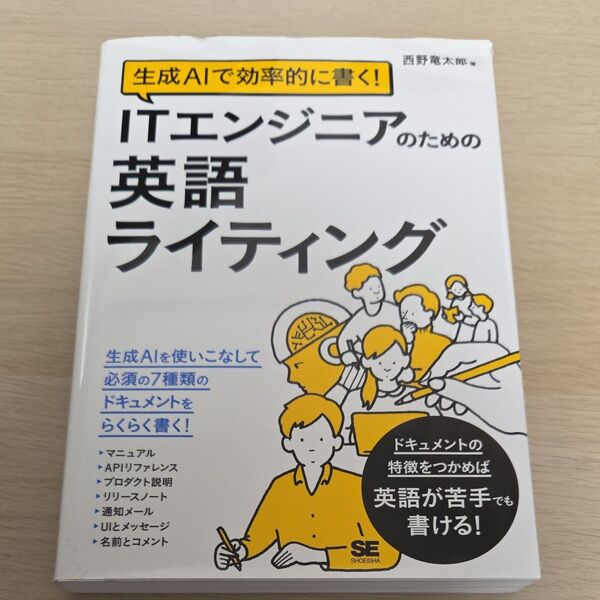 西野竜太郎 著
生成AIで効率的に書く!
ITエンジニアのための
英語
ライティング
生成AIを使いこなして
必須の7種類の
ドキュメントを
らくらく書く!
▶マニュアル
▶APIリファレンス
▶プロダクト説明
▶リリースノート
▶通知メール
▶UIとメッセージ
▶名前とコメント
ドキュメントの
特徴をつかめば
英語が苦手でも
書ける!
SE
SHOEISHA